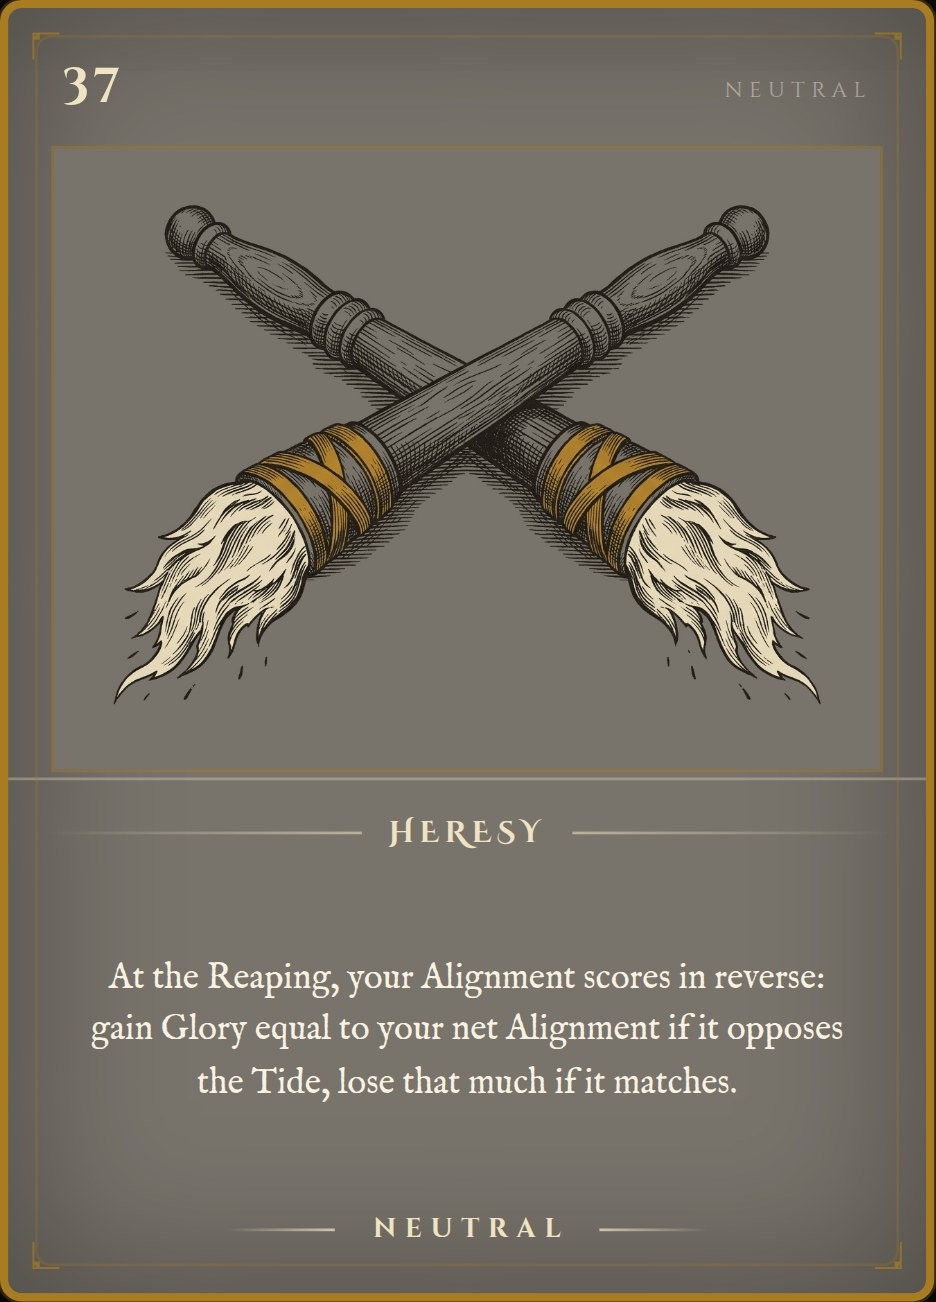 37
NEUTRAL
HERESY
At the Reaping, your Alignment scores in reverse:
gain Glory equal to your net Alignment if it opposes
the Tide, lose that much if it matches.
NEUTRAL